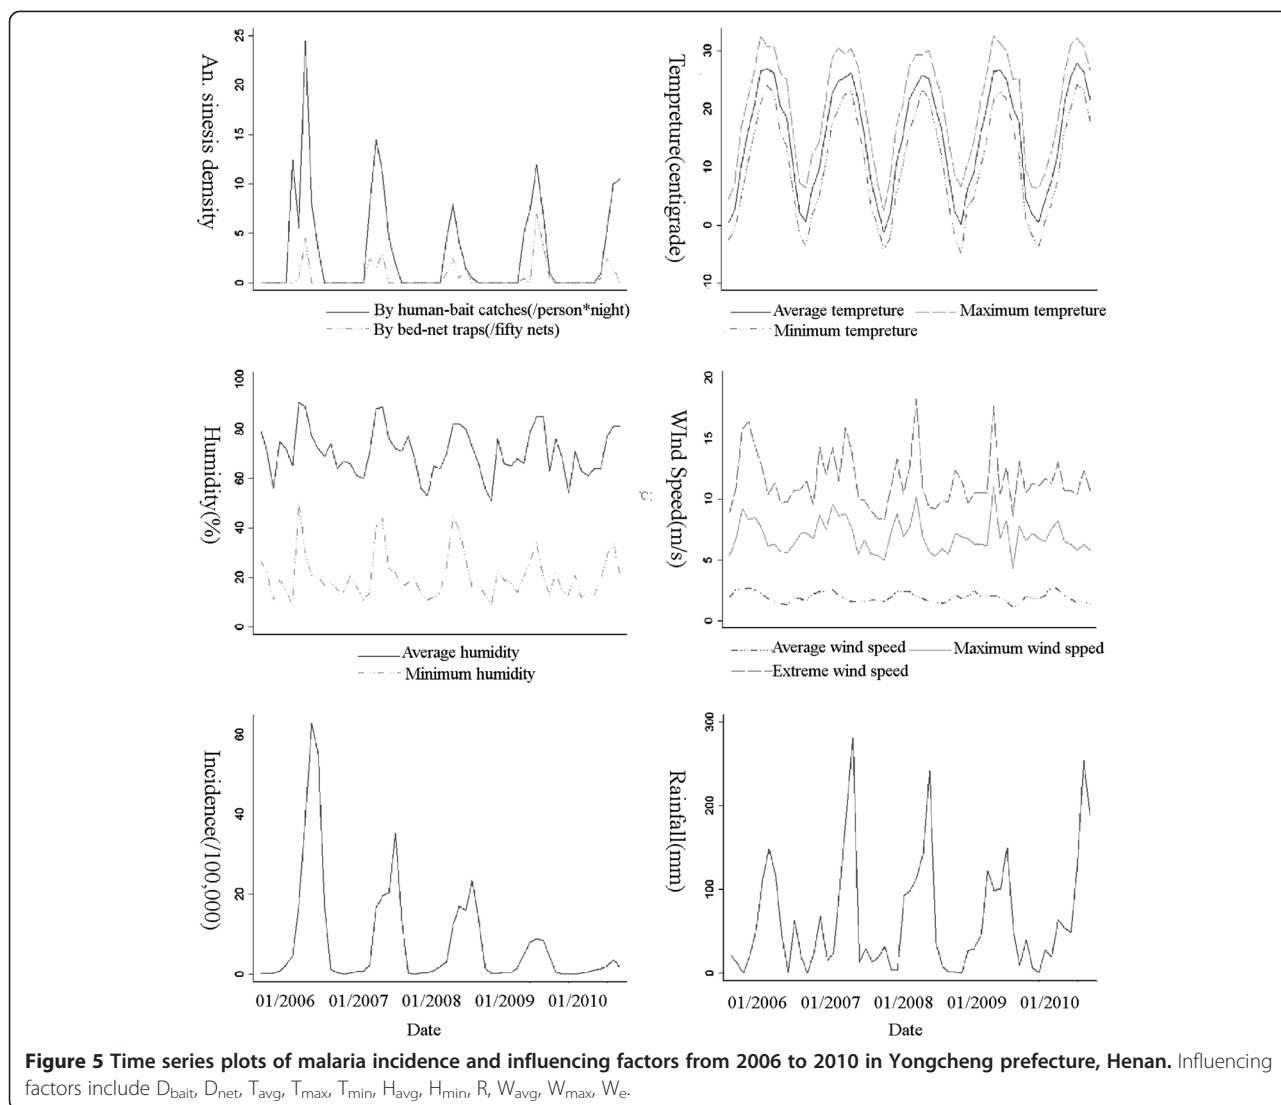 An. sinesis demsity
25
20
15
10
5
0
By human-bait catches(/person*night)
By bed-net traps(/fifty nets)
Tempreture(centigrade)
30
20
10
0
-10
Average tempreture
Maximum tempreture
Minimum tempreture
Humidity(%)
100
80
60
40
20
0
Average humidity
Minimum humidity
℃
WInd Speed(m/s)
20
15
10
5
0
Average wind speed
Maximum wind spped
Extreme wind speed
Incidence(/100,000)
60
40
20
0
01/2006 01/2007 01/2008 01/2009 01/2010
Date
Rainfall(mm)
300
200
100
0
01/2006 01/2007 01/2008 01/2009 01/2010
Date
Figure 5 Time series plots of malaria incidence and influencing factors from 2006 to 2010 in Yongcheng prefecture, Henan. Influencing
factors include Dbait, Dnet, Tavg, Tmax, Tmin, Havg, Hmin, R, Wavg, Wmax, We.